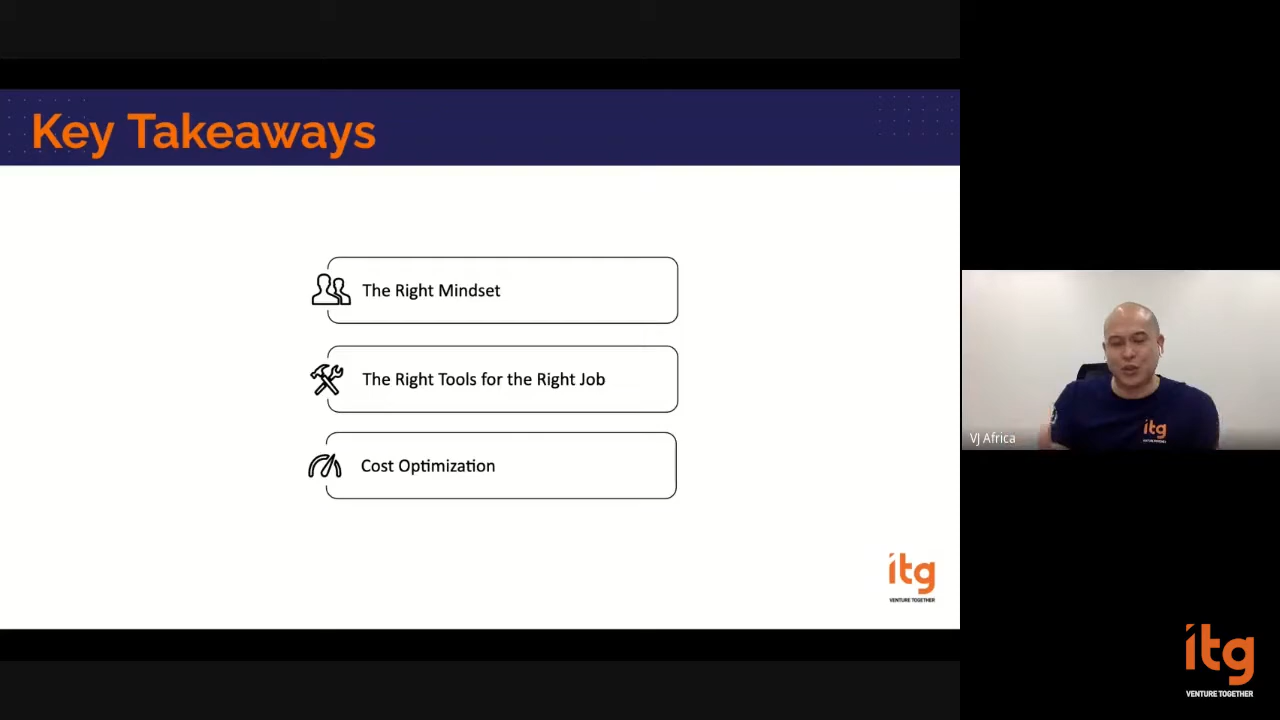 Key Takeaways
The Right Mindset
The Right Tools for the Right Job
Cost Optimization
itg
VENTURE TOGETHER
VJ Africa
itg
itg
VENTURE TOGETHER